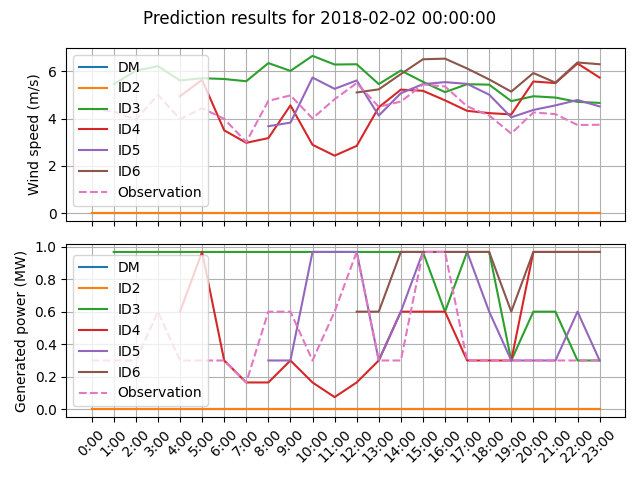 Prediction results for 2018-02-02 00:00:00
Wind speed (m/s)
6
4
2
0
DM
ID2
ID3
ID4
ID5
ID6
Observation
Generated power (MW)
1.0
0.8
0.6
0.4
0.2
0.0
DM
ID2
ID3
ID4
ID5
ID6
Observation
0:00 1:00 2:00 3:00 4:00 5:00 6:00 7:00 8:00 9:00 10:00 11:00 12:00 13:00 14:00 15:00 16:00 17:00 18:00 19:00 20:00 21:00 22:00 23:00